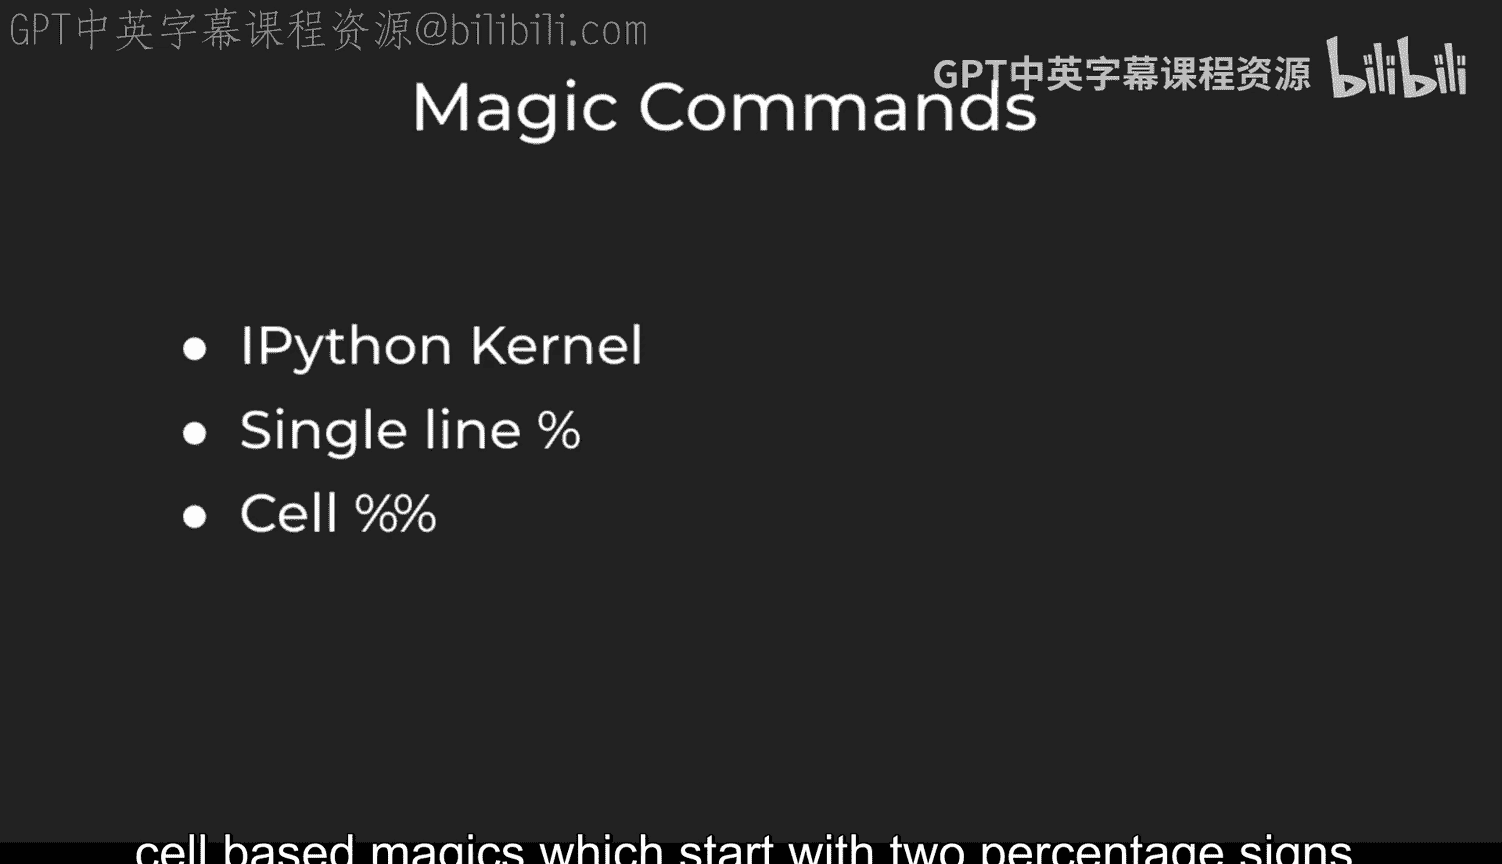 GPT中英字幕课程资源@bilibili.com
GPT中英字幕课程资源 bilibili
Magic Commands
● IPython Kernel
● Single line %
● Cell %%
cell based magics which start with two percentage signs